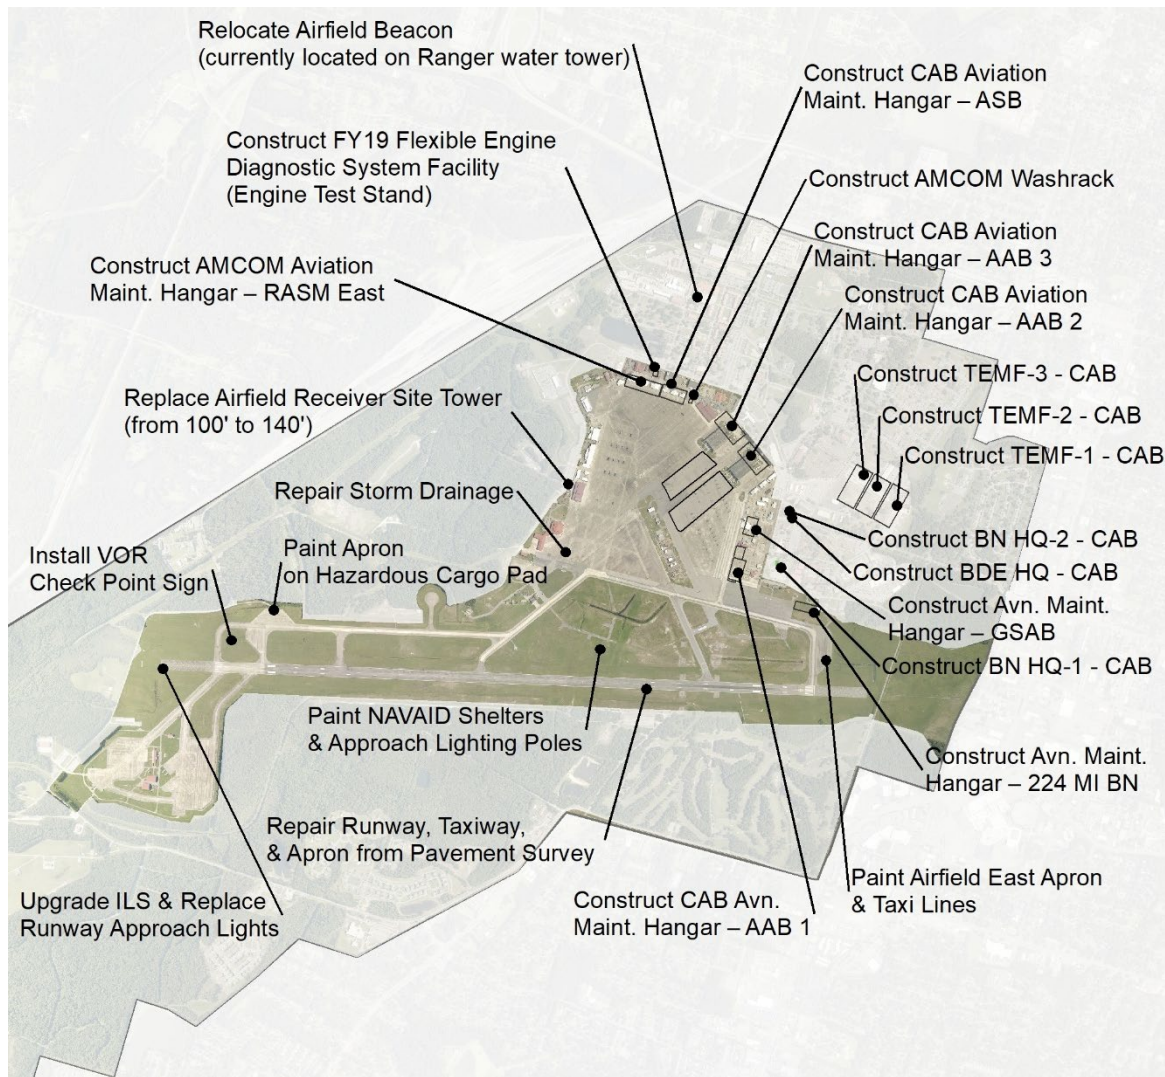 Relocate Airfield Beacon
(currently located on Ranger water tower)
Construct CAB Aviation
Maint. Hangar – ASB
Construct FY19 Flexible Engine
Diagnostic System Facility
(Engine Test Stand)
Construct AMCOM Washrack
Construct CAB Aviation
Maint. Hangar – AAB 3
Construct AMCOM Aviation
Maint. Hangar – RASM East
Construct CAB Aviation
Maint. Hangar – AAB 2
Construct TEMF-3 - CAB
Replace Airfield Receiver Site Tower
(from 100' to 140')
Construct TEMF-2 - CAB
Construct TEMF-1 - CAB
Repair Storm Drainage
Install VOR
Check Point Sign
Paint Apron
on Hazardous Cargo Pad
Construct BN HQ-2 - CAB
Construct BDE HQ - CAB
Construct Avn. Maint.
Hangar – GSAB
Construct BN HQ-1 - CAB
Paint NAVAID Shelters
& Approach Lighting Poles
Construct Avn. Maint.
Hangar – 224 MI BN
Repair Runway, Taxiway,
& Apron from Pavement Survey
Upgrade ILS & Replace
Runway Approach Lights
Construct CAB Avn.
Maint. Hangar – AAB 1
Paint Airfield East Apron
& Taxi Lines